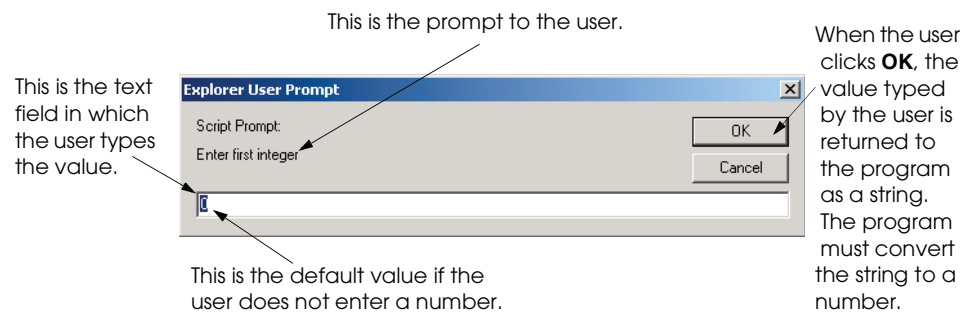 This is the prompt to the user.
When the user
clicks OK, the
value typed
by the user is
returned to
the program
as a string.
The program
must convert
the string to a
number.
This is the text
field in which
the user types
the value.
Explorer User Prompt
Script Prompt:
Enter first integer
OK
Cancel
0
This is the default value if the
user does not enter a number.